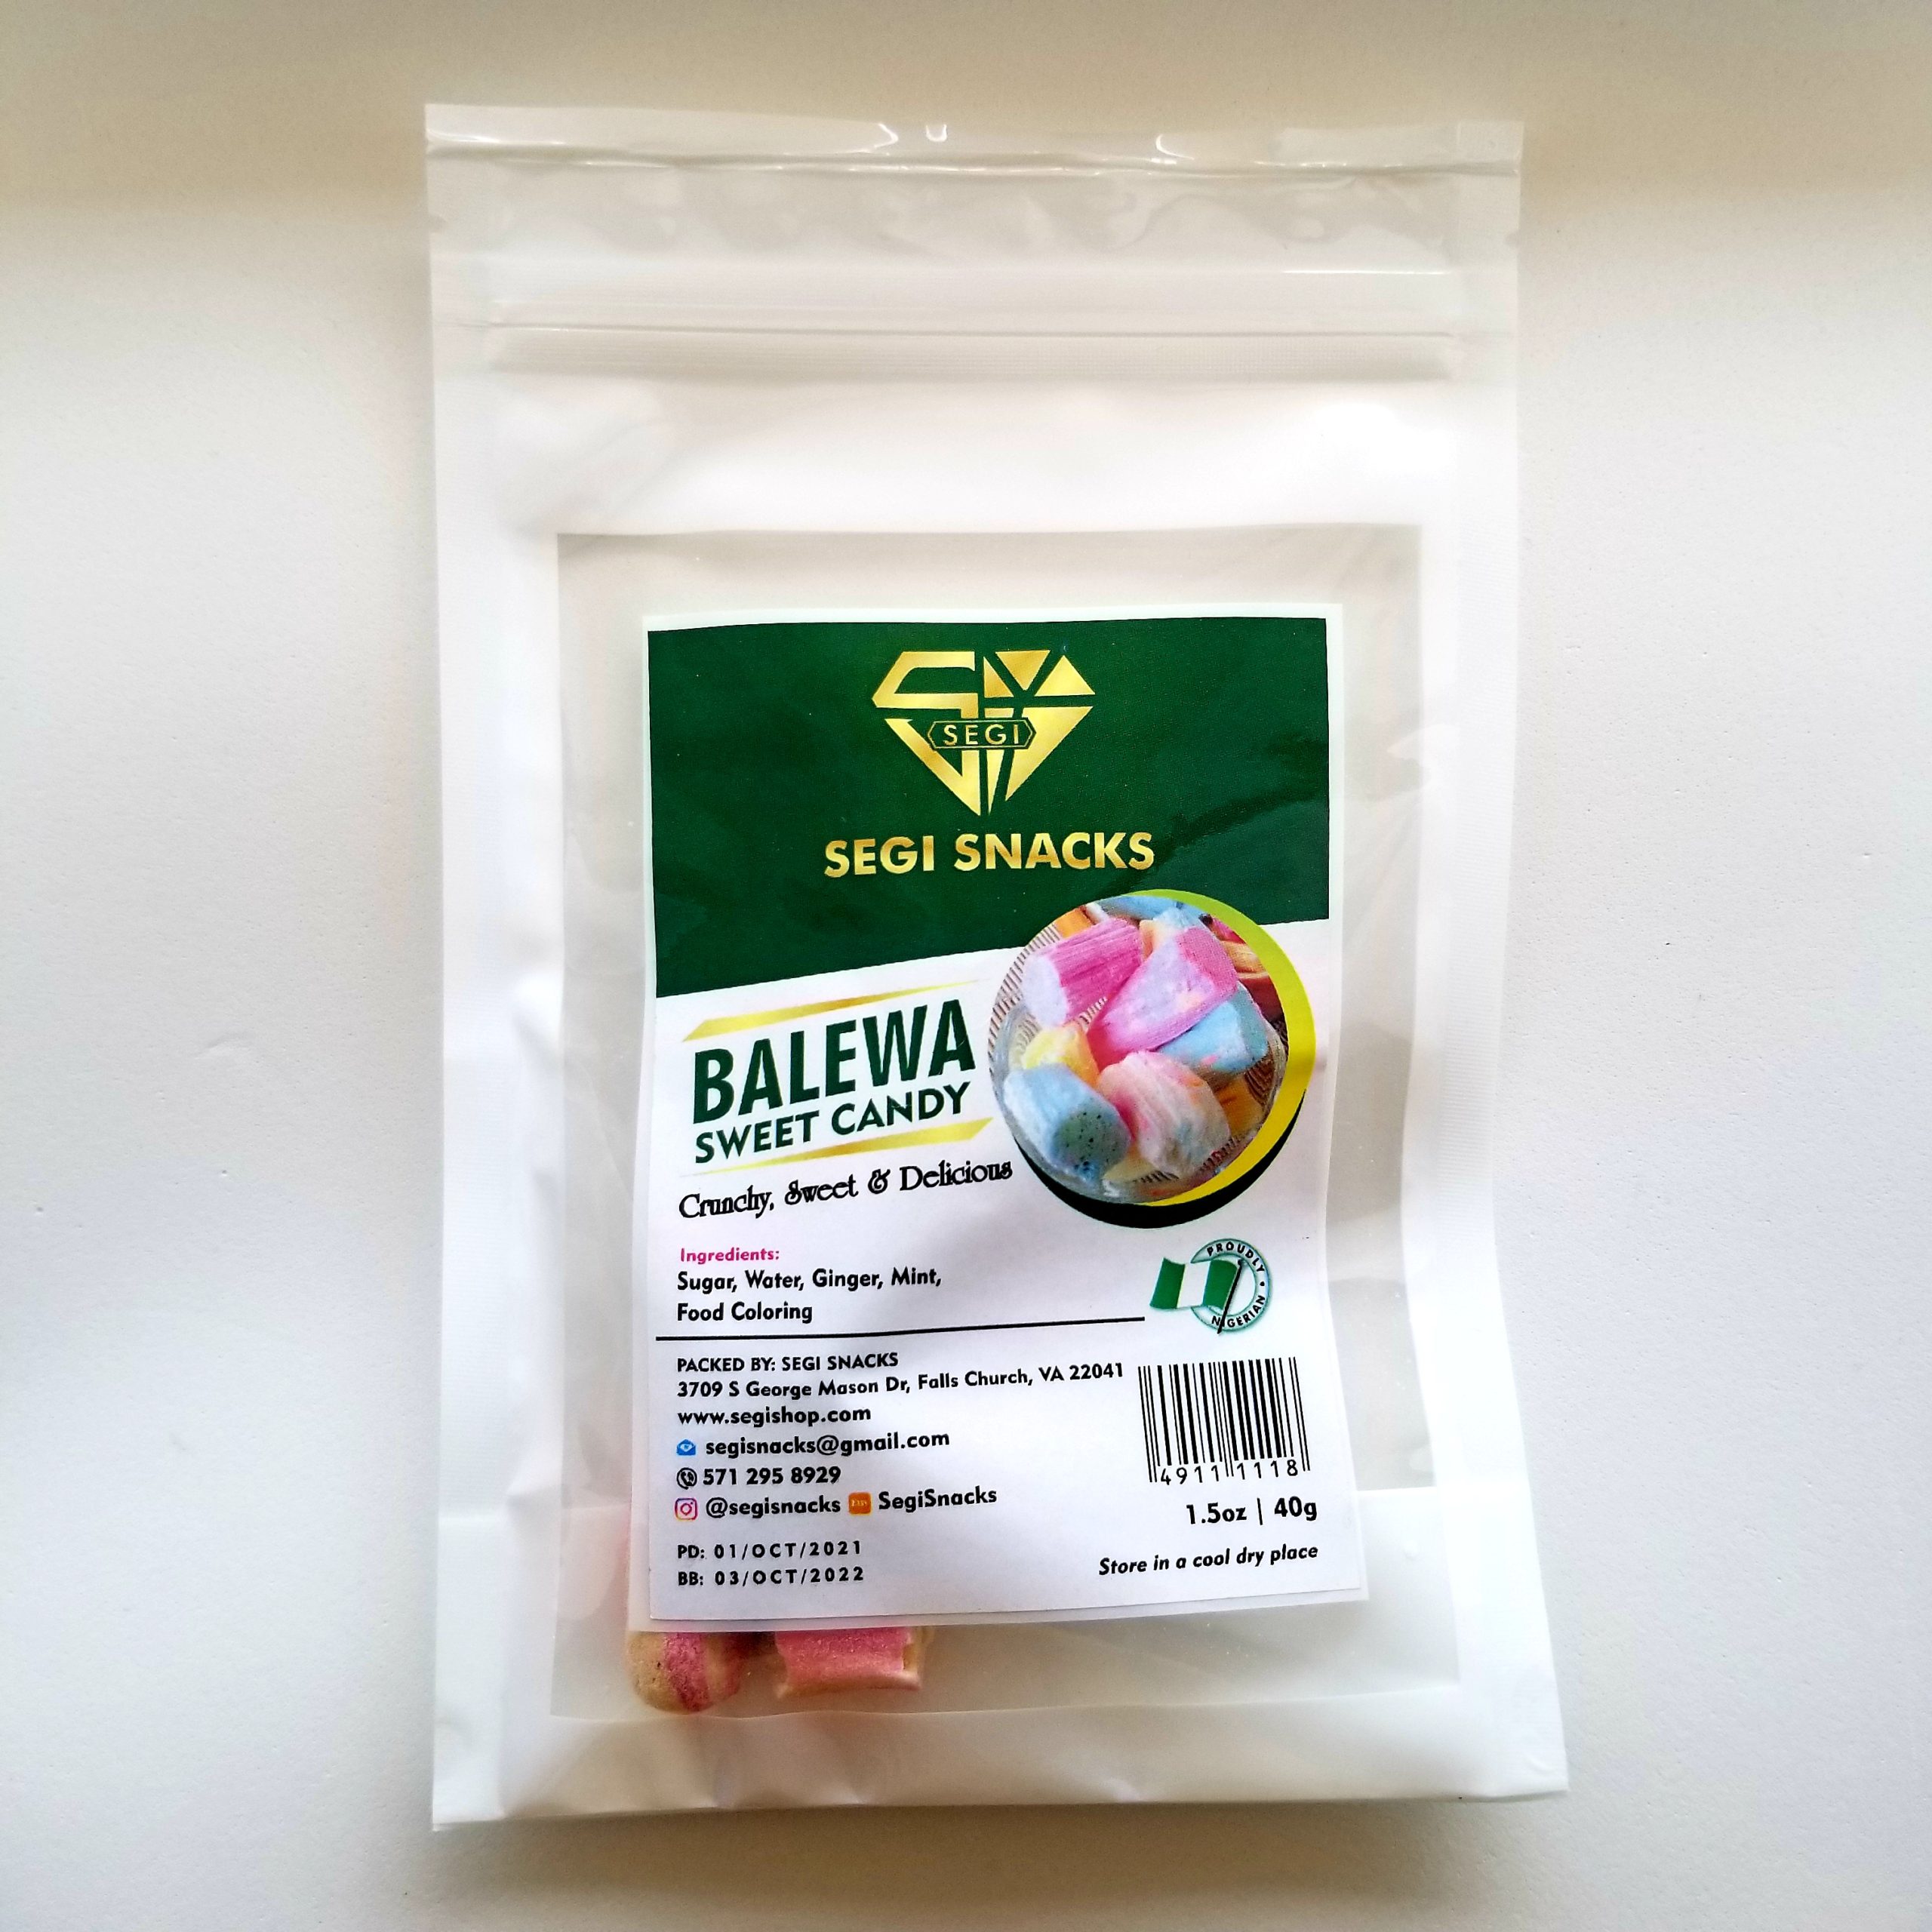 SEGI
SEGI SNACKS
BALEWA
SWEET CANDY
Crunchy, Sweet & Delicious
Ingredients:
Sugar, Water, Ginger, Mint,
Food Coloring
PROUDLY
NIGERIAN
PACKED BY: SEGI SNACKS
3709 S George Mason Dr, Falls Church, VA 22041
www.segishop.com
segisnacks@gmail.com
571 295 8929
@segisnacks SegiSnacks
PD: 01/OCT/2021
BB: 03/OCT/2022
49111118
1.5oz | 40g
Store in a cool dry place